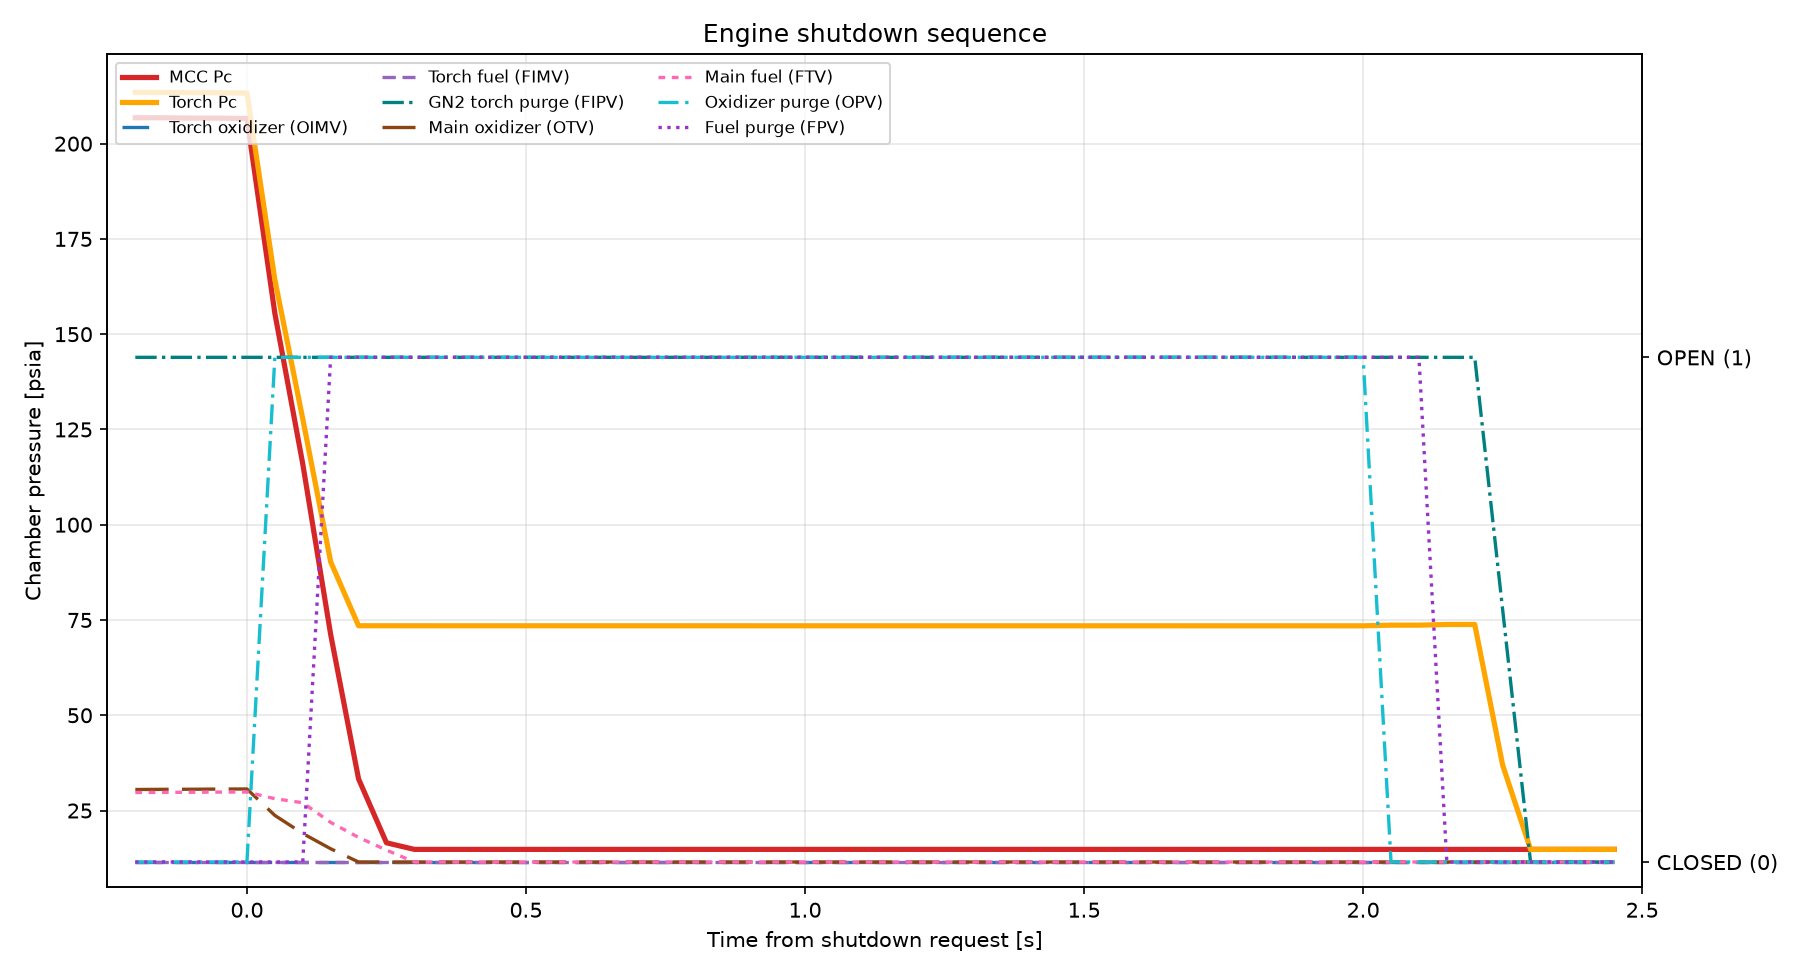 Engine shutdown sequence
MCC Pc
Torch Pc
Torch oxidizer (OIMV)
Torch fuel (FIMV)
GN2 torch purge (FIPV)
Main oxidizer (OTV)
Main fuel (FTV)
Oxidizer purge (OPV)
Fuel purge (FPV)
Chamber pressure [psia]
200
175
150
125
100
75
50
25
OPEN (1)
CLOSED (0)
0.0
0.5
1.0
1.5
2.0
2.5
Time from shutdown request [s]